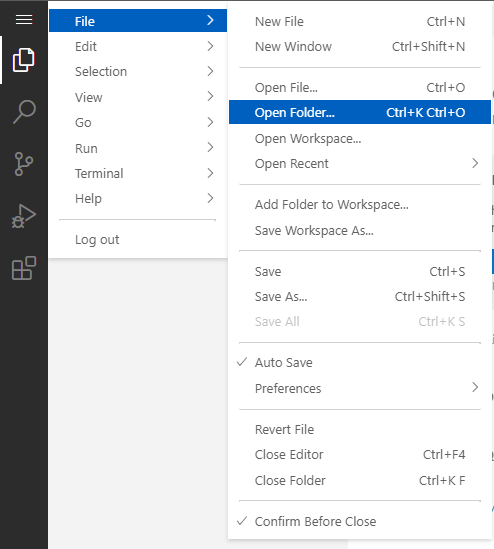 File
Edit
Selection
View
Go
Run
Terminal
Help
Log out
New File Ctrl+N
New Window Ctrl+Shift+N
Open File... Ctrl+O
Open Folder... Ctrl+K Ctrl+O
Open Workspace...
Open Recent
Add Folder to Workspace...
Save Workspace As...
Save Ctrl+S
Save As... Ctrl+Shift+S
Save All Ctrl+K S
Auto Save
Preferences
Revert File
Close Editor Ctrl+F4
Close Folder Ctrl+K F
Confirm Before Close